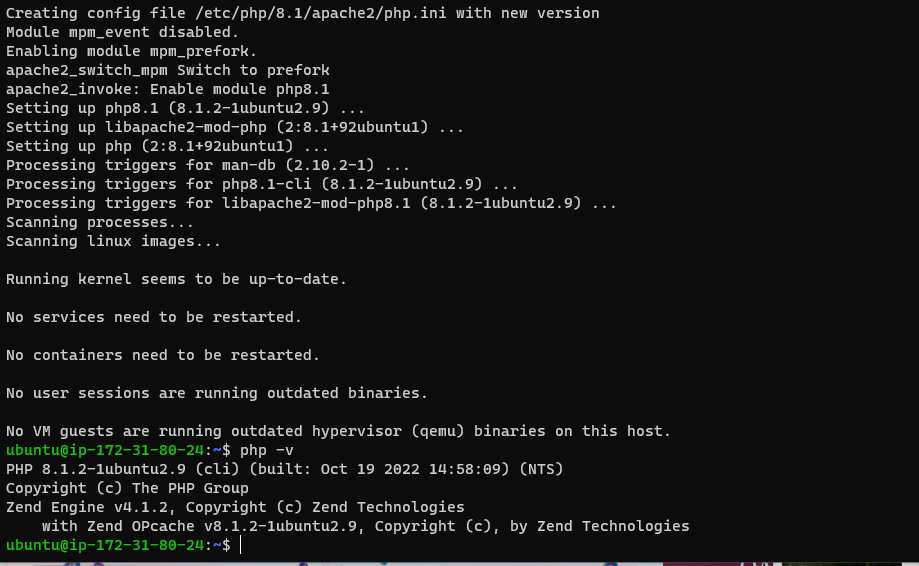 Creating config file /etc/php/8.1/apache2/php.ini with new version
Module mpm_event disabled.
Enabling module mpm_prefork.
apache2_switch_mpm Switch to prefork
apache2_invoke: Enable module php8.1
Setting up php8.1 (8.1.2-1ubuntu2.9) ...
Setting up libapache2-mod-php (2:8.1+92ubuntu1) ...
Setting up php (2:8.1+92ubuntu1) ...
Processing triggers for man-db (2.10.2-1) ...
Processing triggers for php8.1-cli (8.1.2-1ubuntu2.9) ...
Processing triggers for libapache2-mod-php8.1 (8.1.2-1ubuntu2.9) ...
Scanning processes...
Scanning linux images...
Running kernel seems to be up-to-date.
No services need to be restarted.
No containers need to be restarted.
No user sessions are running outdated binaries.
No VM guests are running outdated hypervisor (qemu) binaries on this host.
ubuntu@ip-172-31-80-24:~$ php -v
PHP 8.1.2-1ubuntu2.9 (cli) (built: Oct 19 2022 14:58:09) (NTS)
Copyright (c) The PHP Group
Zend Engine v4.1.2, Copyright (c) Zend Technologies
    with Zend OPcache v8.1.2-1ubuntu2.9, Copyright (c), by Zend Technologies
ubuntu@ip-172-31-80-24:~$